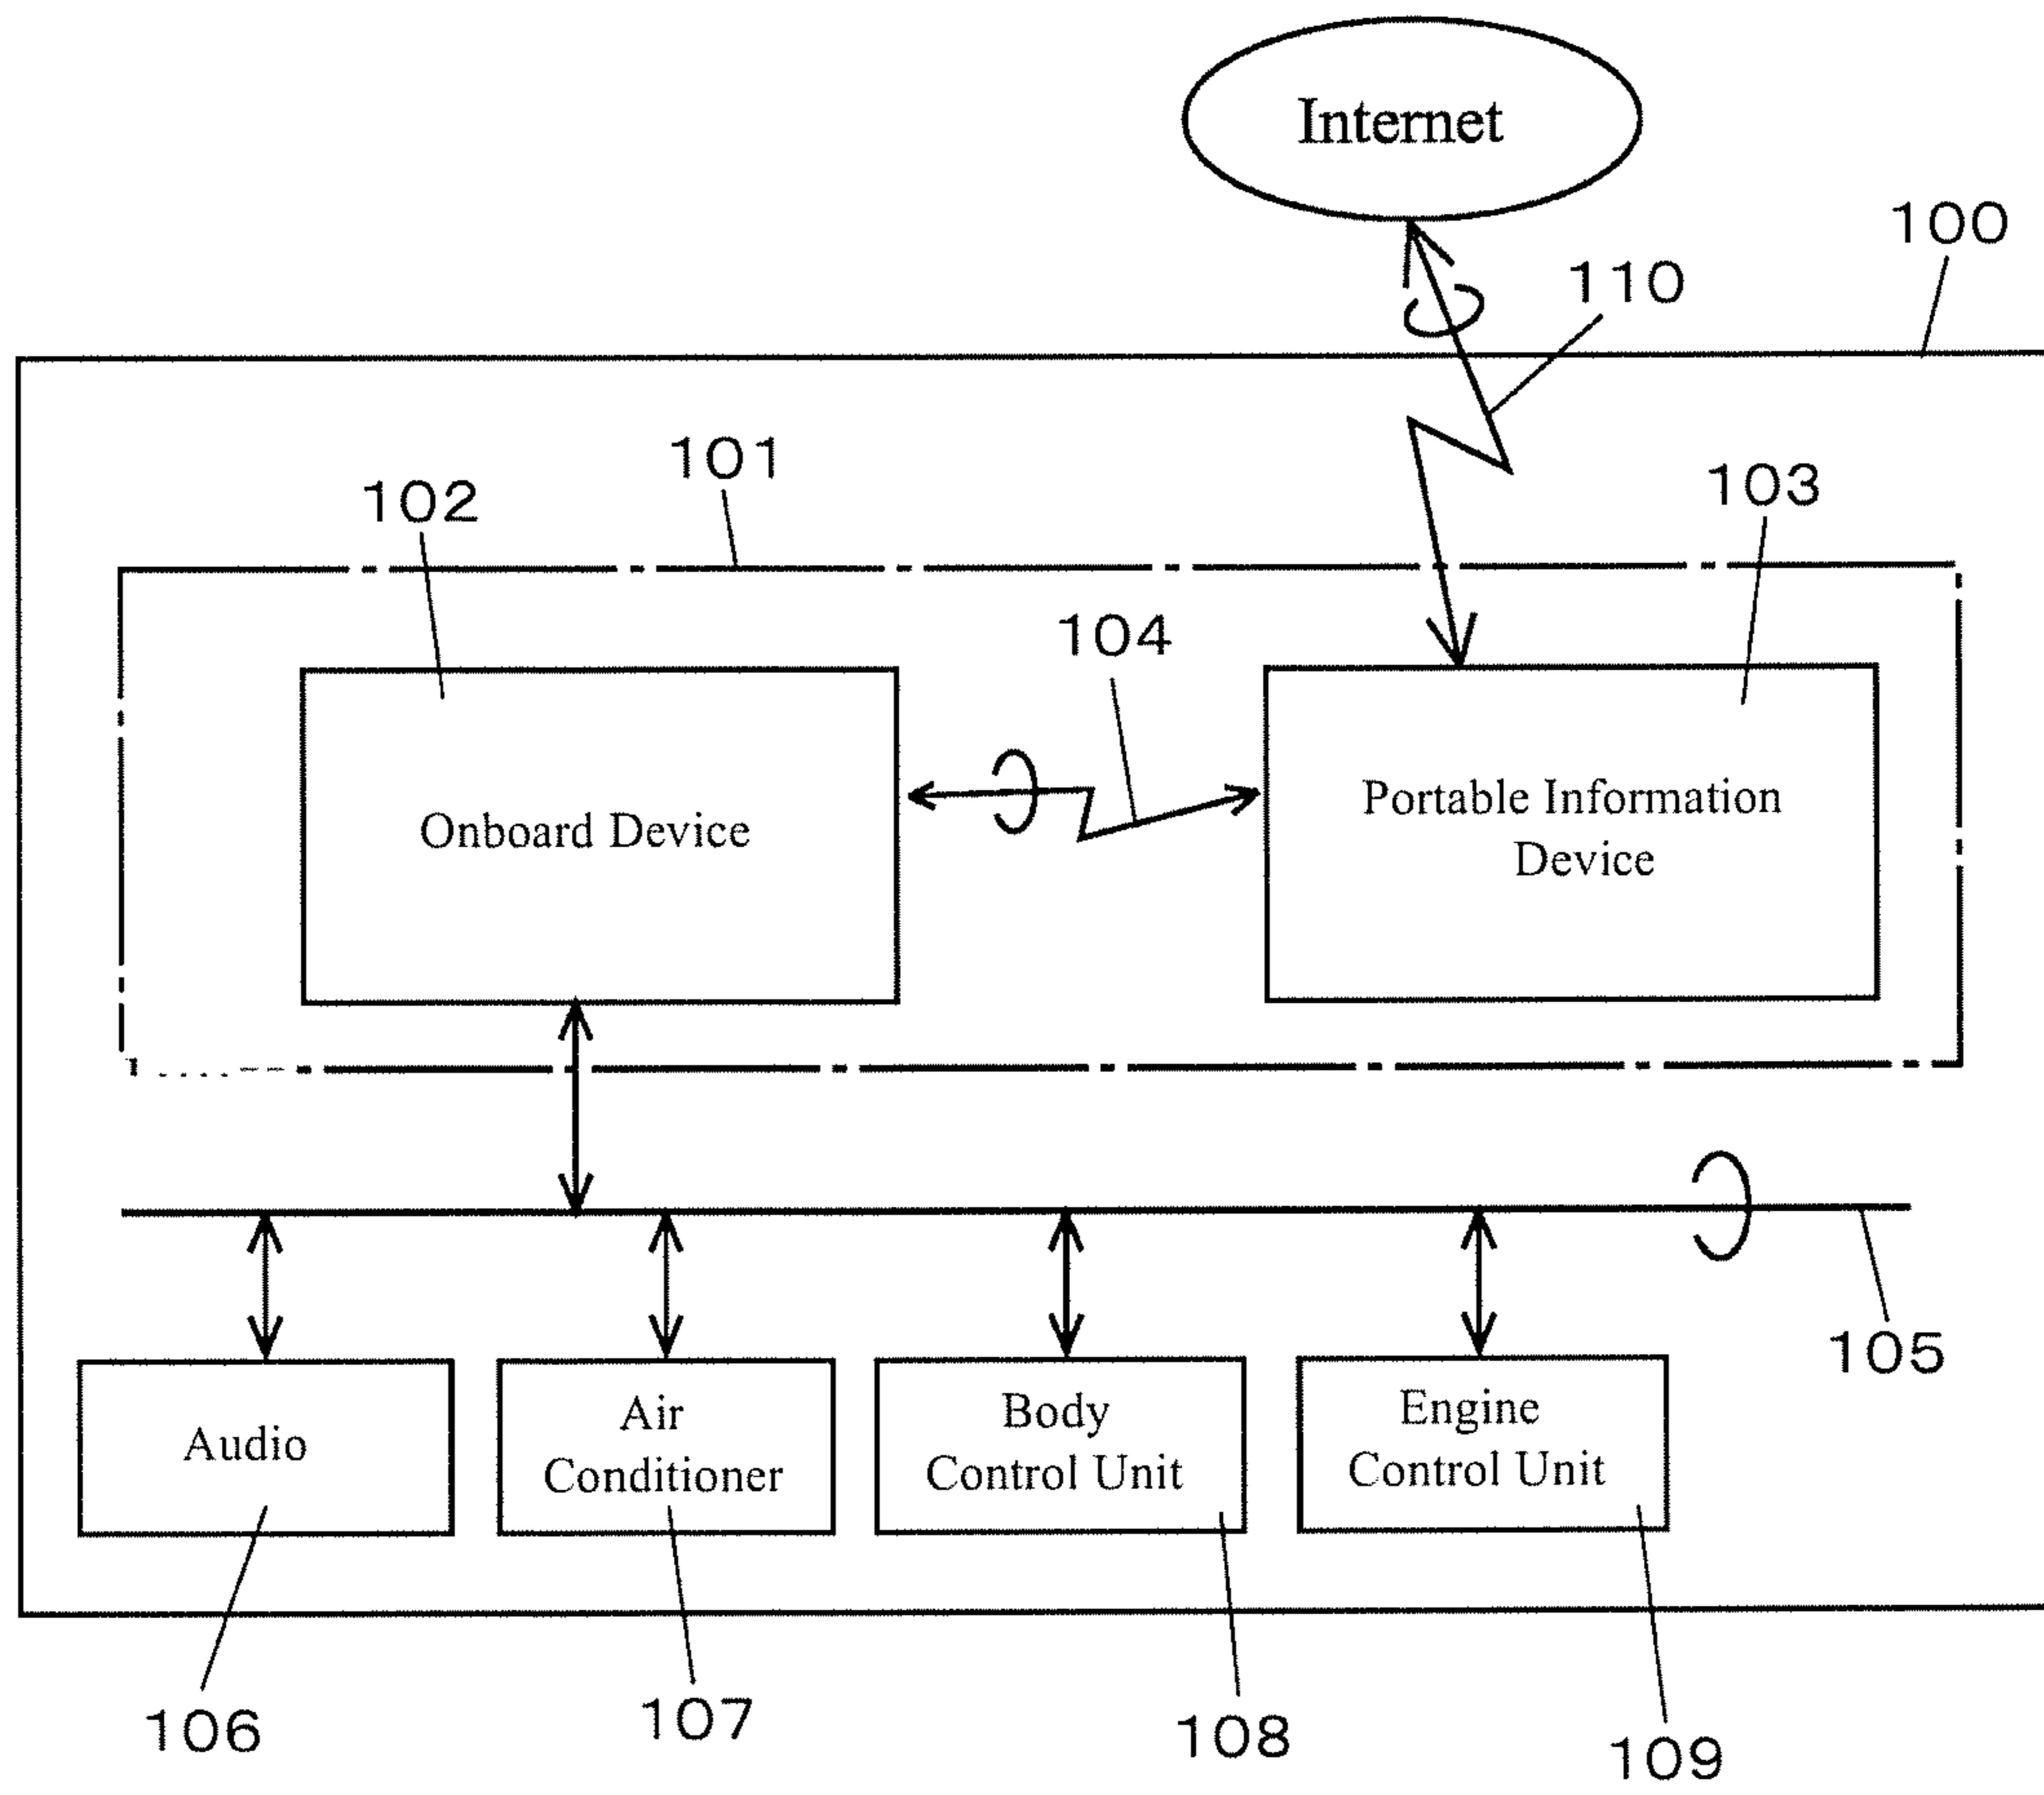 Internet
100
110
101
102
103
104
Onboard Device
Portable Information
Device
105
Audio
Air
Conditioner
Body
Control Unit
Engine
Control Unit
106
107
108
109